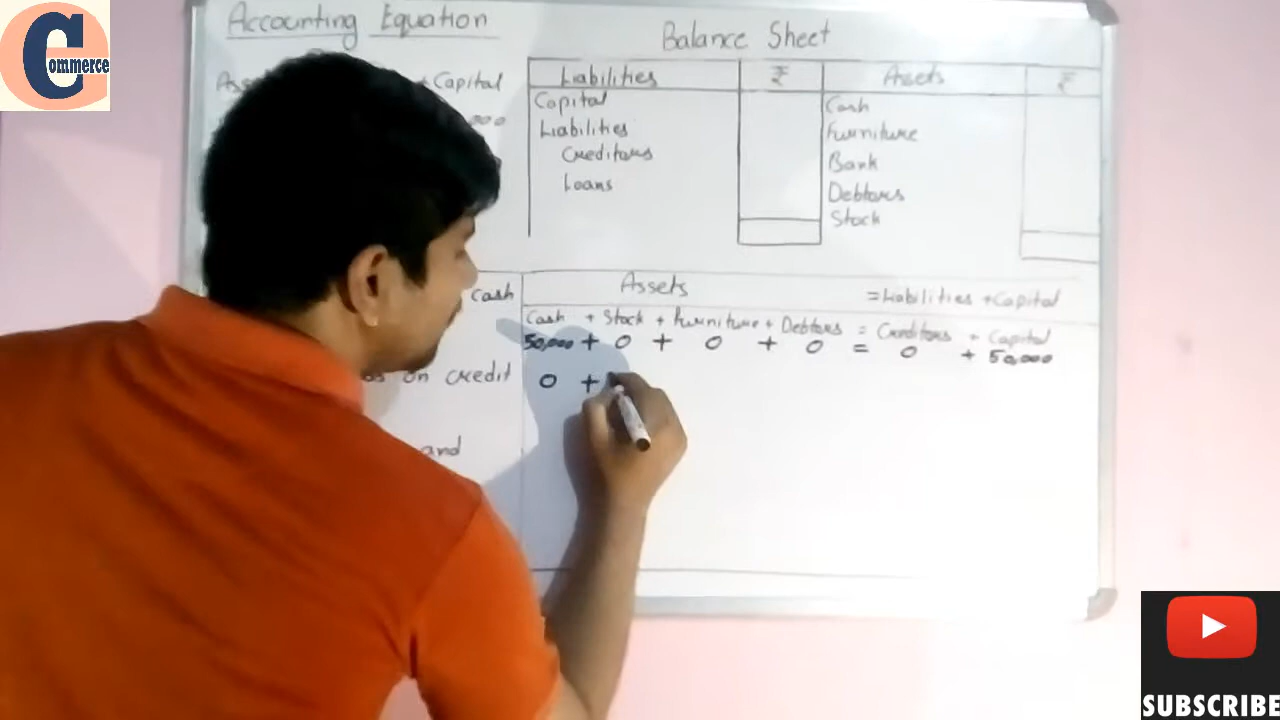 Commerce
Accounting Equation
Balance Sheet
Capital
Liabilities ₹ Assets ₹
Capital Cash
Liabilities Furniture
Creditors Bank
Loans Debtors
Stock
Cash
Assets = Liabilities + Capital
Cash + Stock + Furniture + Debtors = Creditors + Capital
50,000 + 0 + 0 + 0 = 0 + 50,000
on credit 0 +
and
SUBSCRIBE